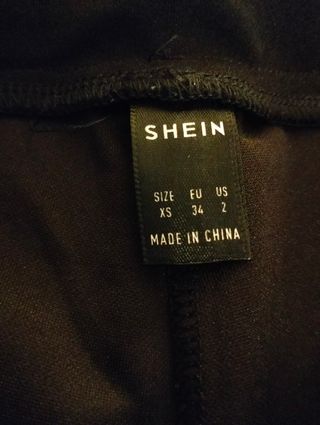 SHEIN
SIZE EU US
XS 34 2
MADE IN CHINA